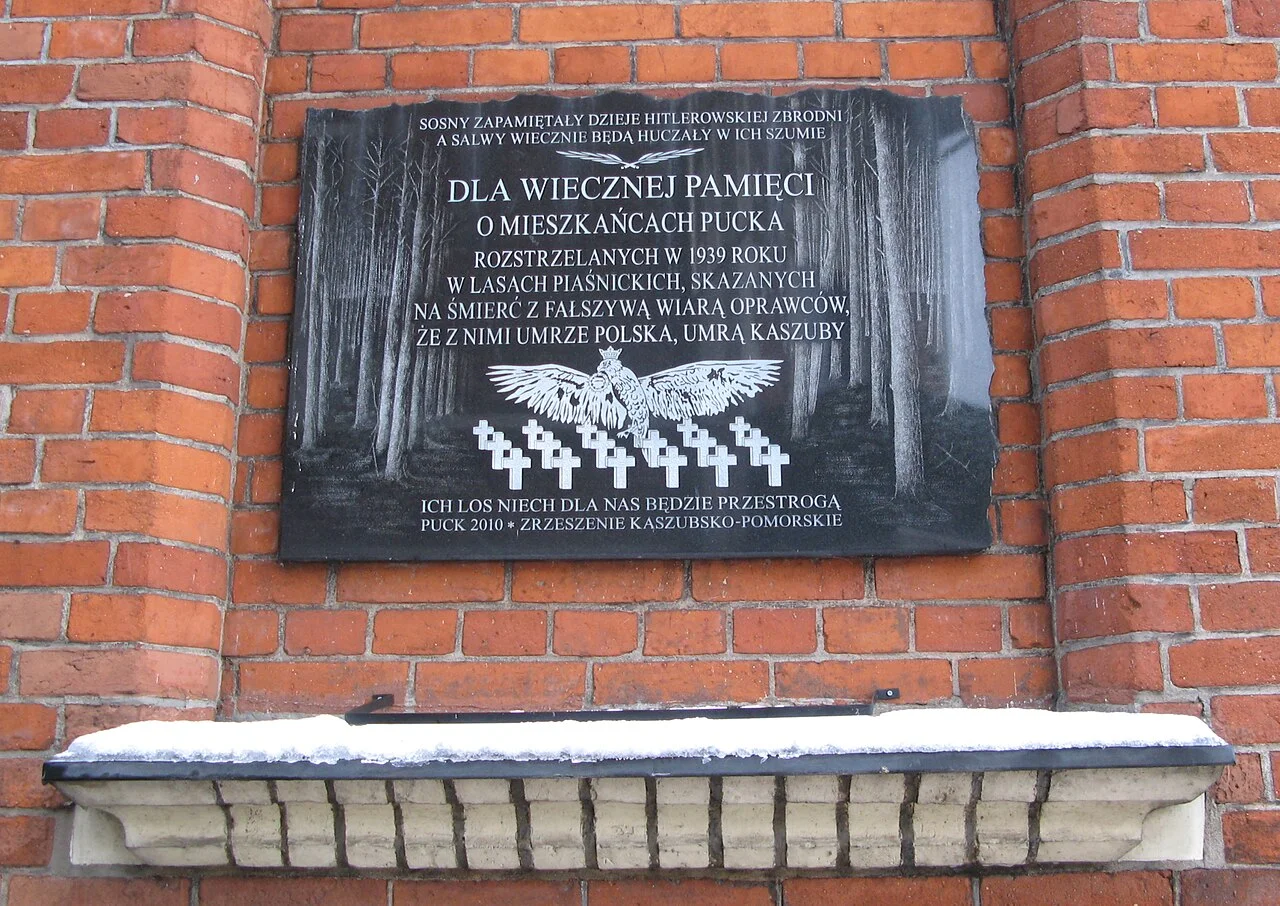 SOSNY ZAPAMIĘTAŁY DZIEJE HITLEROWSKIEJ ZBRODNI
A SALWY WIECZNIE BĘDĄ HUCZAŁY W ICH SZUMIE
DLA WIECZNEJ PAMIĘCI
O MIESZKAŃCACH PUCKA
ROZSTRZELANYCH W 1939 ROKU
W LASACH PIAŚNICKICH, SKAZANYCH
NA ŚMIERĆ Z FAŁSZYWĄ WIARĄ OPRAWCÓW,
ŻE Z NIMI UMRZE POLSKA, UMRĄ KASZUBY
ICH LOS NIECH DLA NAS BĘDZIE PRZESTROGĄ
PUCK 2010 * ZRZESZENIE KASZUBSKO-POMORSKIE